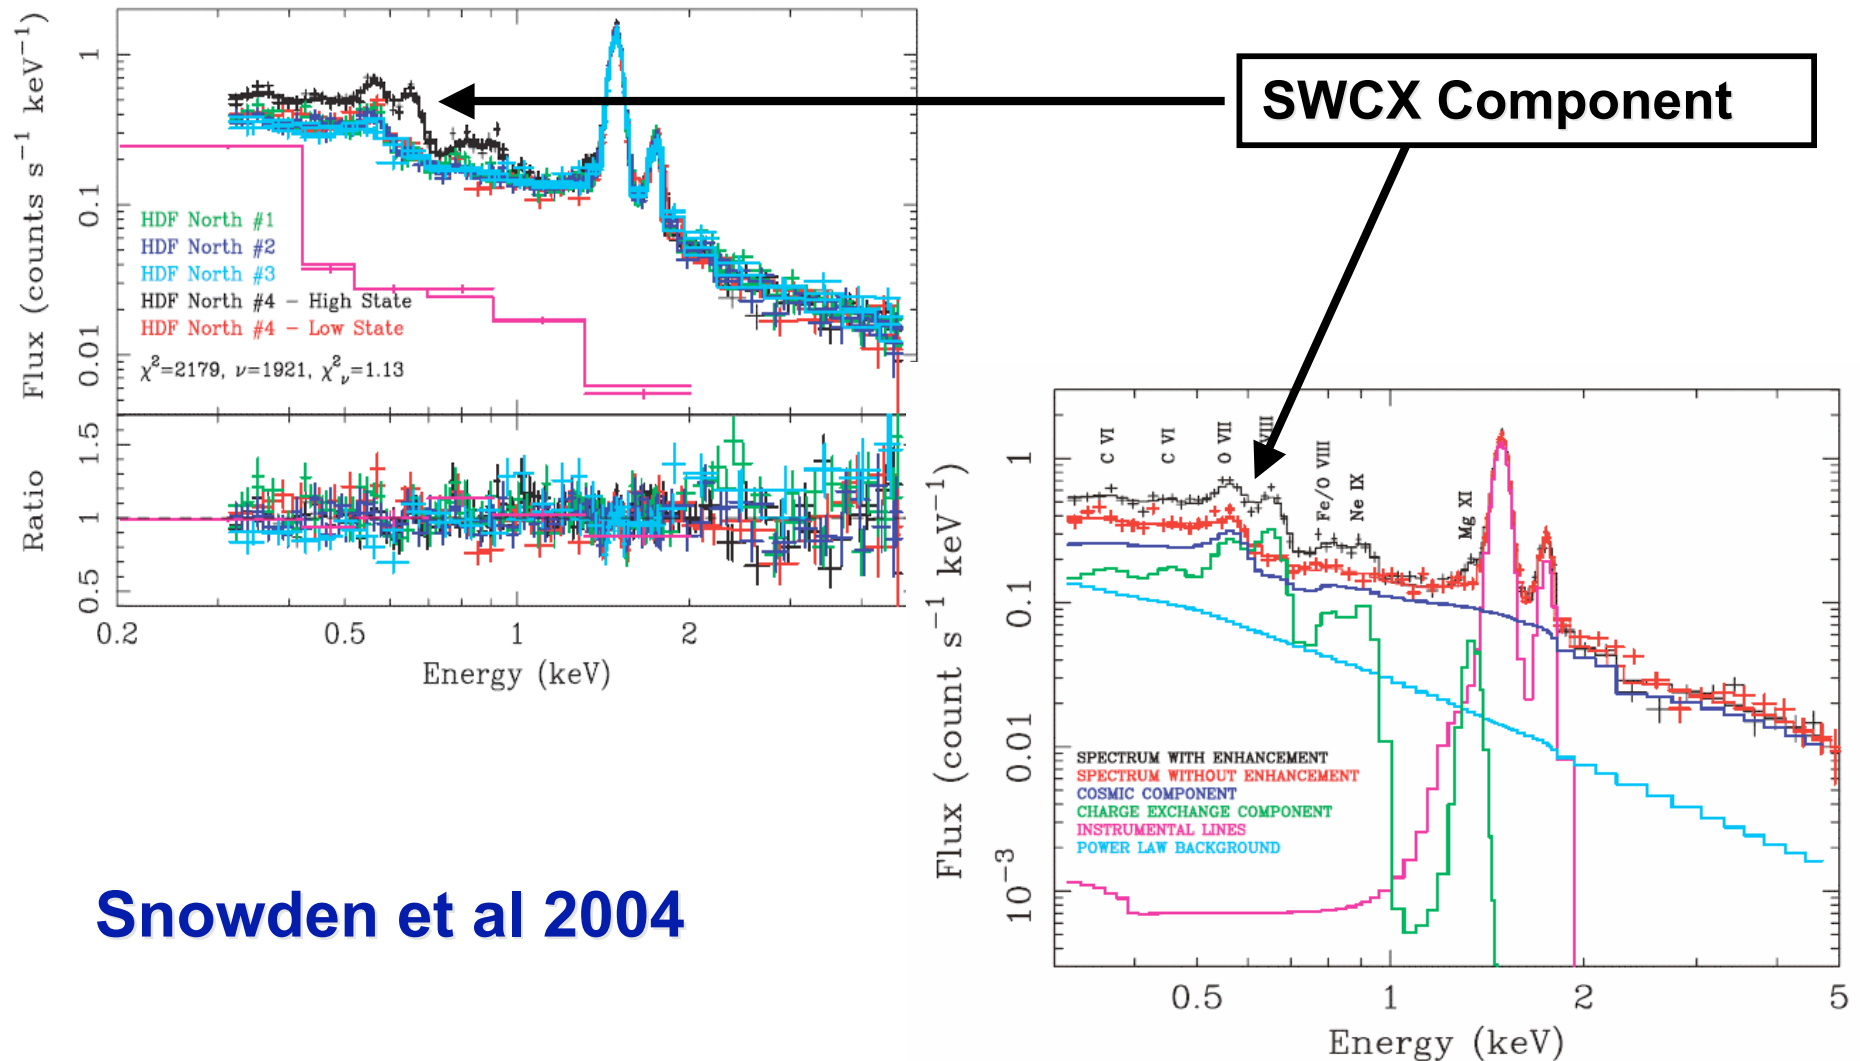 Flux (counts s⁻¹ keV⁻¹)
1
0.1
0.01
HDF North #1
HDF North #2
HDF North #3
HDF North #4 – High State
HDF North #4 – Low State
χ²=2179, ν=1921, χ²ᵥ=1.13
Ratio
1.5
1
0.5
0.2
0.5
1
2
Energy (keV)
SWCX Component
Snowden et al 2004
Flux (count s⁻¹ keV⁻¹)
1
0.1
0.01
10⁻³
C VI
C VI
O VII
VIII
Fe/O VIII
Ne IX
Mg XI
SPECTRUM WITH ENHANCEMENT
SPECTRUM WITHOUT ENHANCEMENT
COSMIC COMPONENT
CHARGE EXCHANGE COMPONENT
INSTRUMENTAL LINES
POWER LAW BACKGROUND
0.5
1
2
5
Energy (keV)